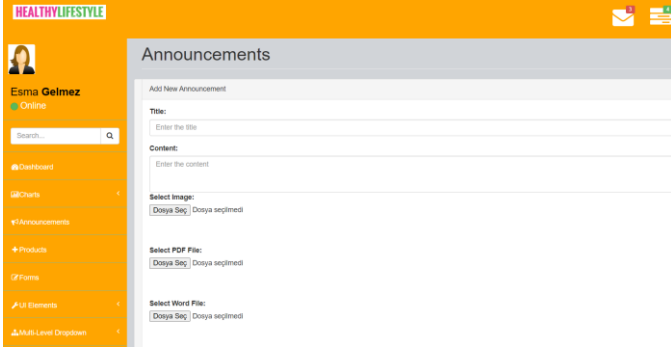 HEALTHYLIFESTYLE
3
4
Announcements
Esma Gelmez
Online
Search...
Dashboard
Charts
Announcements
Products
Forms
UI Elements
Multi-Level Dropdown
Add New Announcement
Title:
Enter the title
Content:
Enter the content
Select Image:
Dosya Seç Dosya seçilmedi
Select PDF File:
Dosya Seç Dosya seçilmedi
Select Word File:
Dosya Seç Dosya seçilmedi